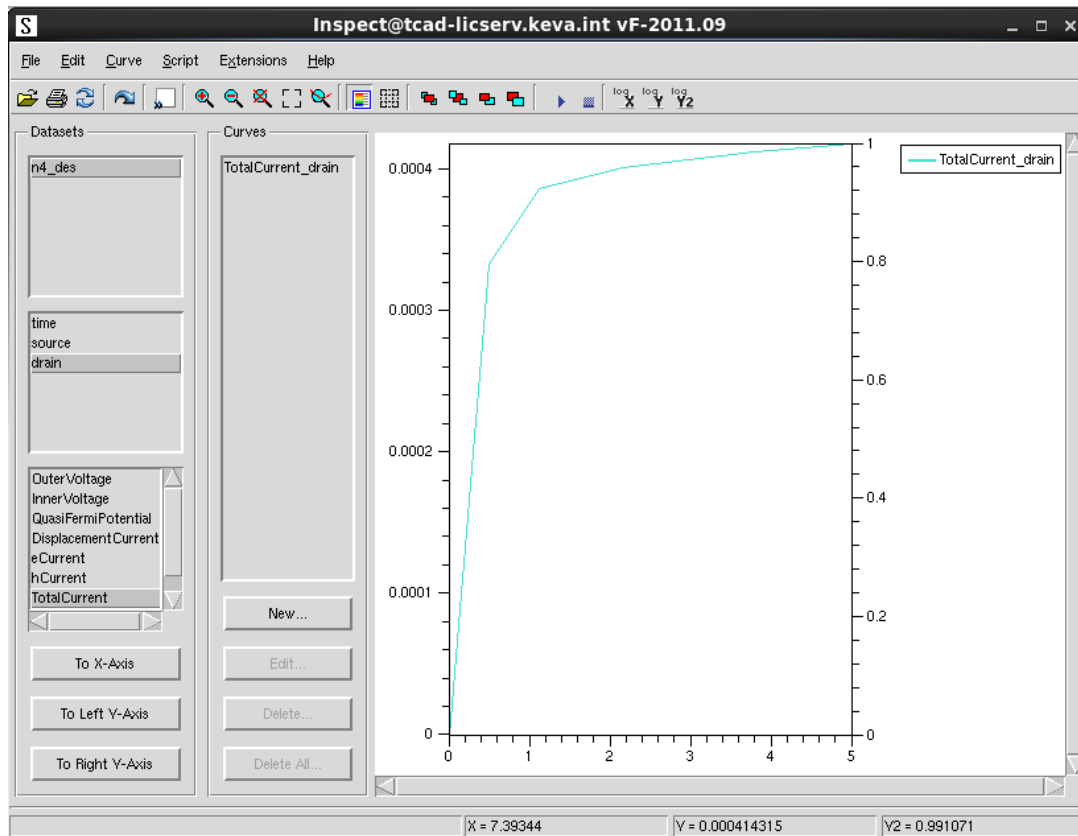 S Inspect@tcad-licserv.keva.int vF-2011.09
File Edit Curve Script Extensions Help
log X log Y log Y2
Datasets
n4_des
time
source
drain
OuterVoltage
InnerVoltage
QuasiFermiPotential
DisplacementCurrent
eCurrent
hCurrent
TotalCurrent
To X-Axis
To Left Y-Axis
To Right Y-Axis
Curves
TotalCurrent_drain
New...
Edit...
Delete...
Delete All...
0.0004
0.0003
0.0002
0.0001
0
0 1 2 3 4 5
1
0.8
0.6
0.4
0.2
0
TotalCurrent_drain
X = 7.39344 Y = 0.000414315 Y2 = 0.991071